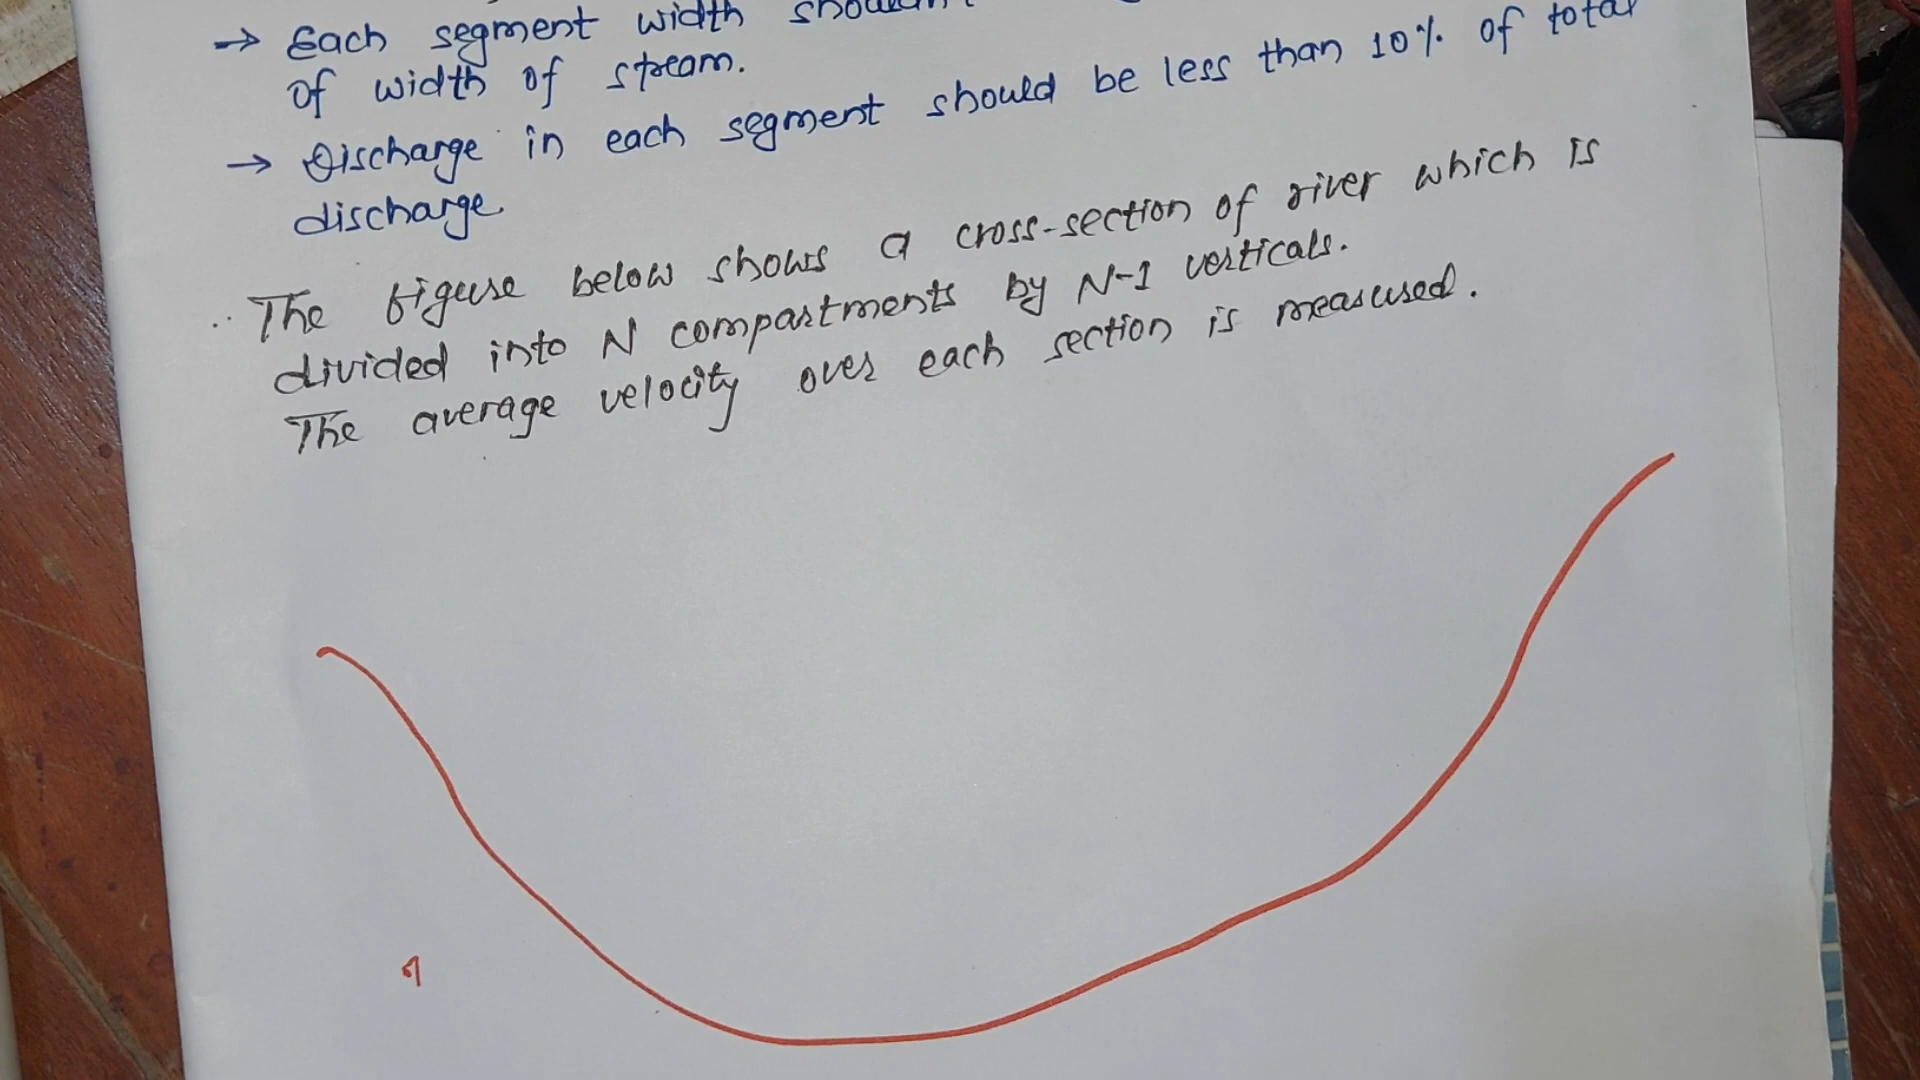 → Each segment width shouldn't
of width of stream.
→ Discharge in each segment should be less than 10% of total
discharge.
The figure below shows a cross-section of river which is
divided into N compartments by N-1 verticals.
The average velocity over each section is measured.